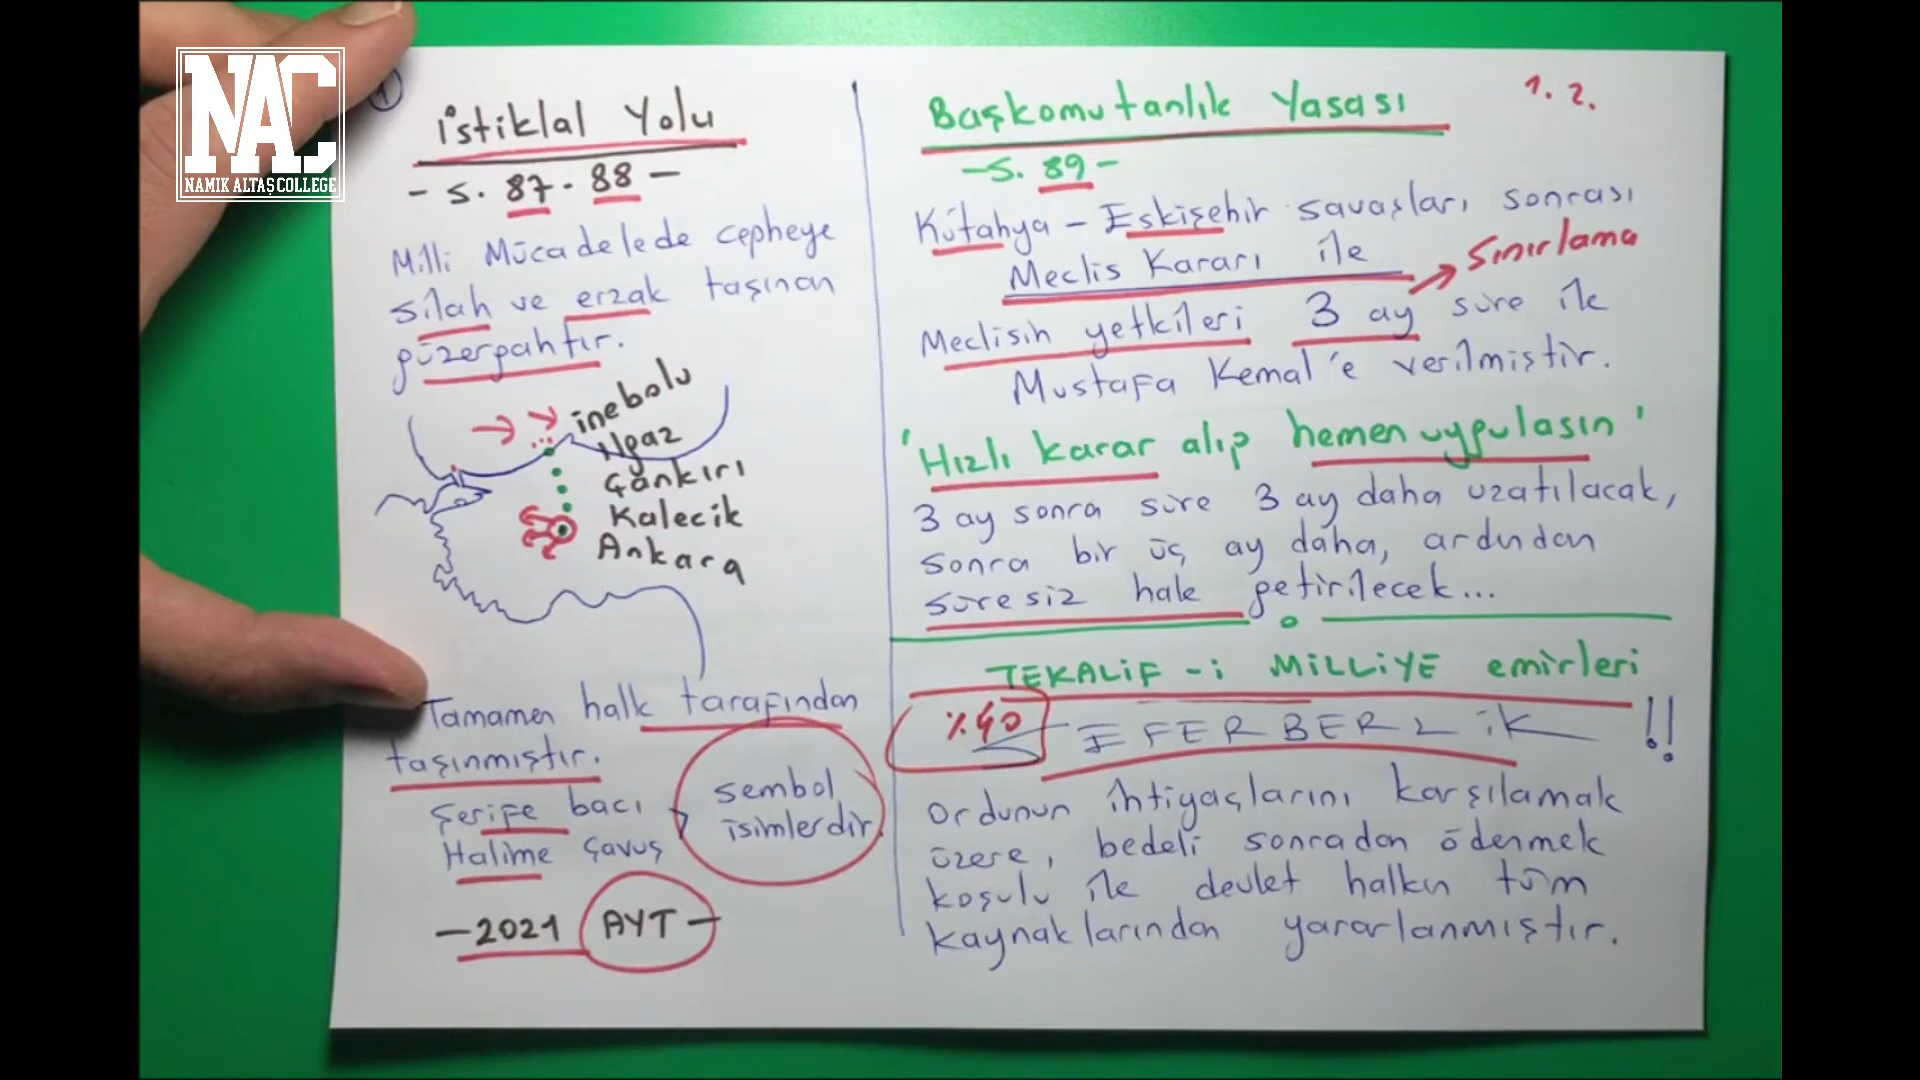 NAC
NAMIK ALTAŞ COLLEGE
1
İstiklal Yolu
- s. 87 - 88 -
Milli Mücadelede cepheye
silah ve erzak taşınan
güzergahtır.
inebolu
Ilgaz
Çankırı
Kalecik
Ankara
Tamamen halk tarafından
taşınmıştır.
Şerife bacı
Halime Çavuş
sembol
isimlerdir.
- 2021 AYT -
Başkomutanlık Yasası
1. 2.
- S. 89 -
Kütahya - Eskişehir savaşları sonrası
Meclis Kararı ile
Sınırlama
Meclisin yetkileri 3 ay süre ile
Mustafa Kemal'e verilmiştir.
'Hızlı karar alıp hemen uygulasın'
3 ay sonra süre 3 ay daha uzatılacak,
sonra bir üç ay daha, ardından
süresiz hale getirilecek...
TEKALİF-i MİLLİYE emirleri
%40
SEFERBERLİK !!
Ordunun ihtiyaçlarını karşılamak
üzere, bedeli sonradan ödenmek
koşulu ile devlet halkın tüm
kaynaklarından yararlanmıştır.